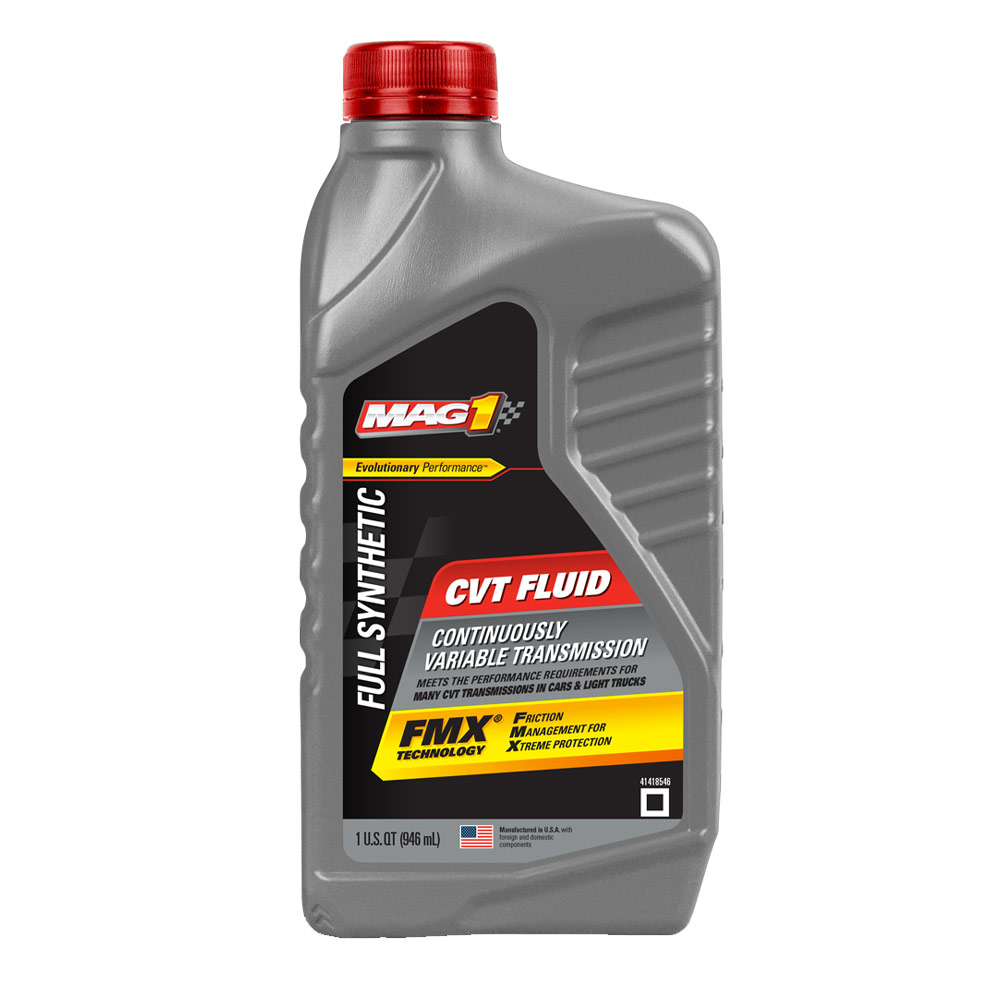 MAG1®
Evolutionary Performance™
FULL SYNTHETIC
CVT FLUID
CONTINUOUSLY
VARIABLE TRANSMISSION
MEETS THE PERFORMANCE REQUIREMENTS FOR
MANY CVT TRANSMISSIONS IN CARS & LIGHT TRUCKS
FMX®
TECHNOLOGY
FRICTION
MANAGEMENT FOR
XTREME PROTECTION
41418546
1 U.S. QT (946 mL)
Manufactured in U.S.A. with
foreign and domestic
components